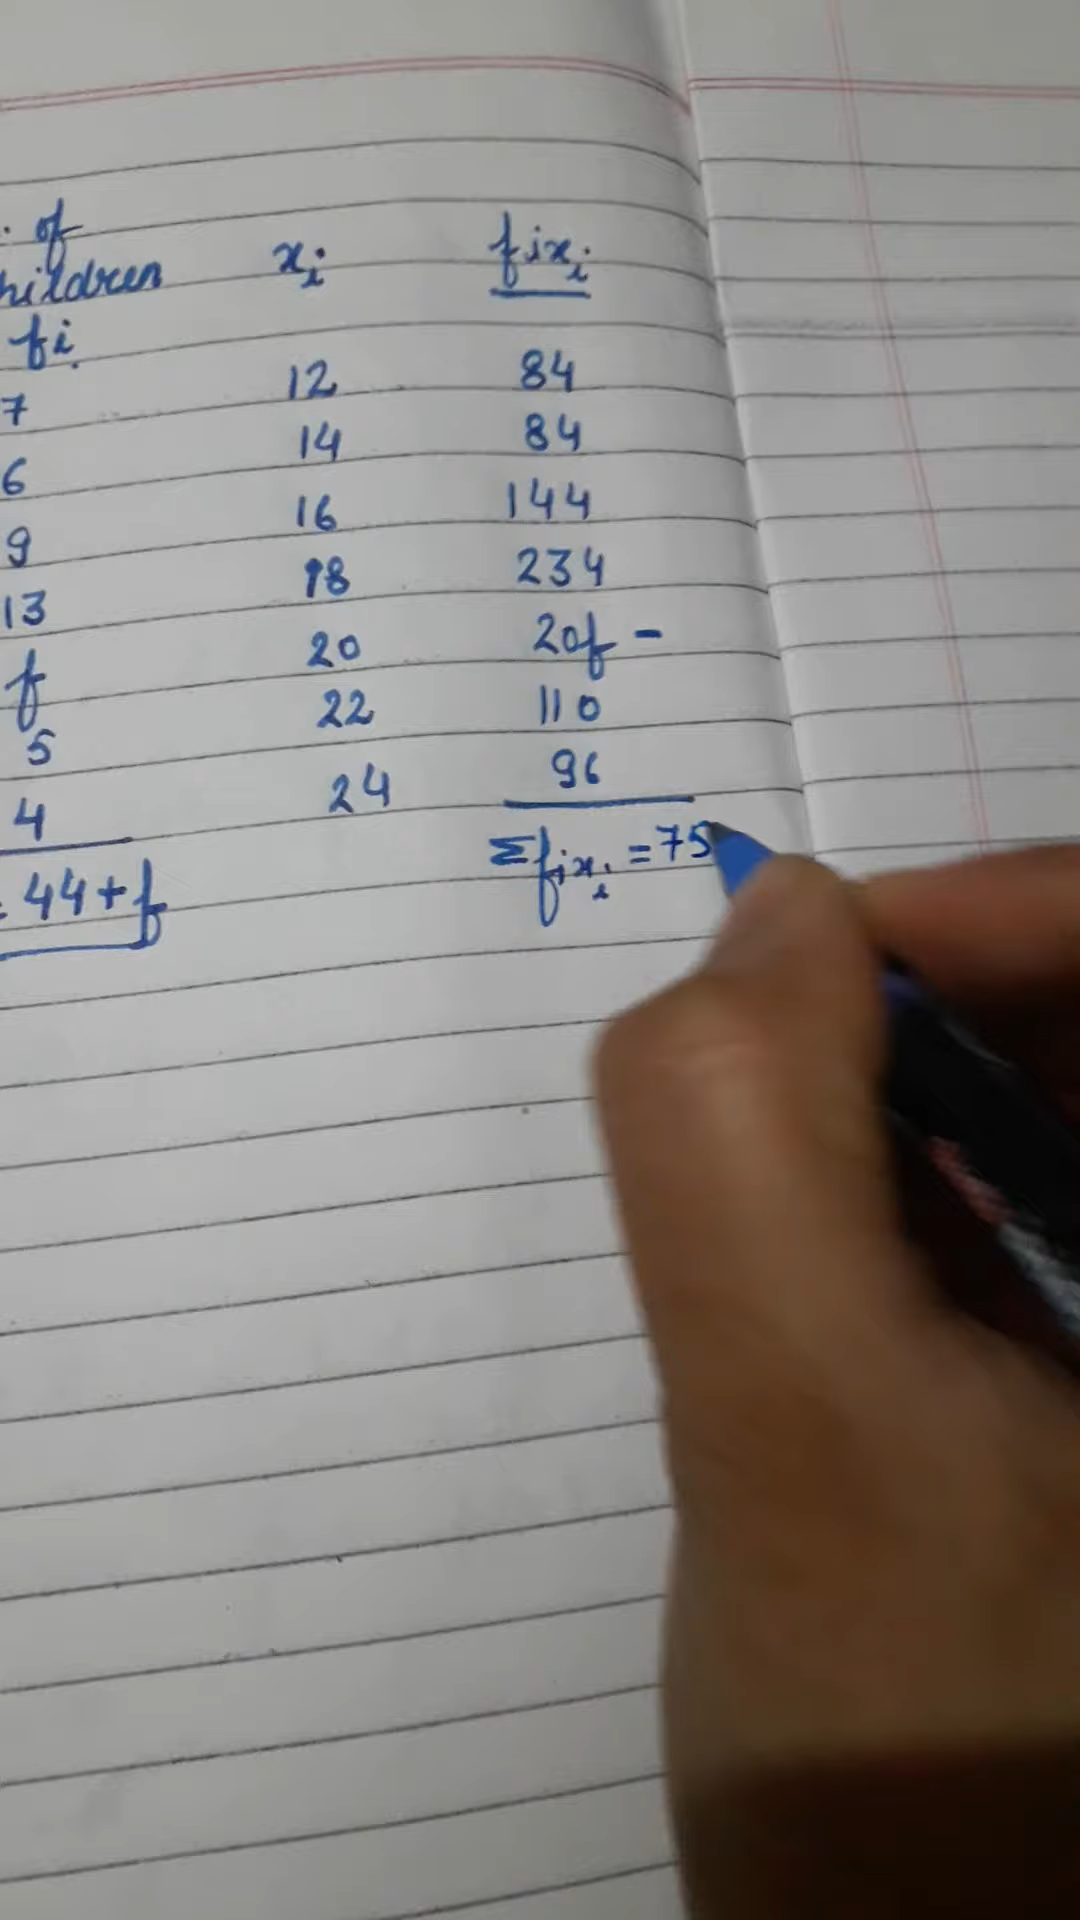 . of
hildren xᵢ fᵢxᵢ
fi.
7 12 84
6 14 84
9 16 144
13 18 234
f 20 20f -
5 22 110
4 24 96
44+f Σfᵢxᵢ = 75